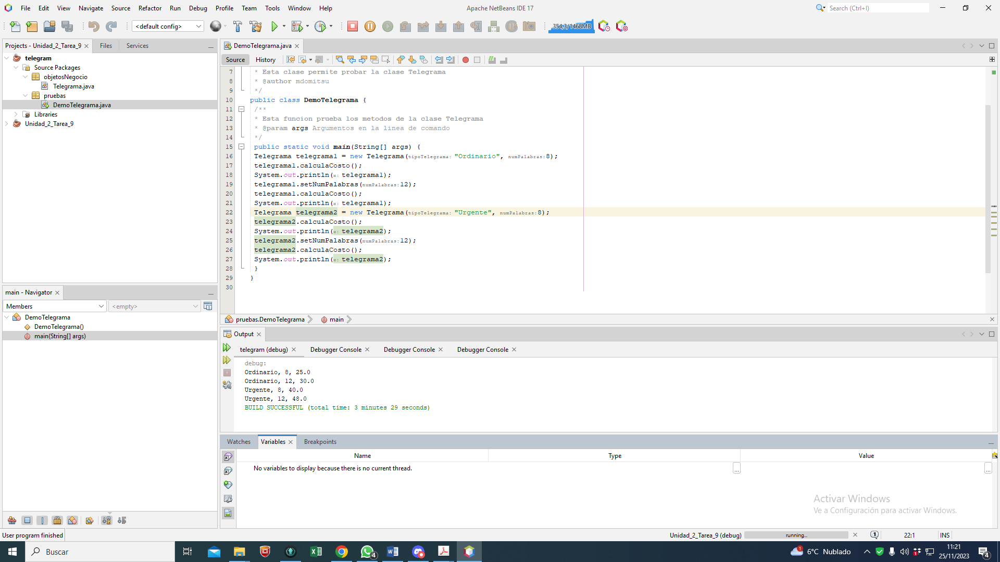 File Edit View Navigate Source Refactor Run Debug Profile Team Tools Window Help
Apache NetBeans IDE 17
Search (Ctrl+I)
<default config>
354,3/1468MB
Projects - Unidad_2_Tarea_9
Files
Services
telegram
Source Packages
objetosNegocio
Telegrama.java
pruebas
DemoTelegrama.java
Libraries
Unidad_2_Tarea_9
main - Navigator
Members
<empty>
DemoTelegrama
DemoTelegrama()
main(String[] args)
DemoTelegrama.java
Source
History
7 * Esta clase permite probar la clase Telegrama
8 * @author mdomitsu
9 */
10 public class DemoTelegrama {
11 /**
12 * Esta funcion prueba los metodos de la clase Telegrama
13 * @param args Argumentos en la linea de comando
14 */
15 public static void main(String[] args) {
16 Telegrama telegrama1 = new Telegrama(tipoTelegrama: "Ordinario", numPalabras:8);
17 telegrama1.calculaCosto();
18 System.out.println(x: telegrama1);
19 telegrama1.setNumPalabras(numPalabras:12);
20 telegrama1.calculaCosto();
21 System.out.println(x: telegrama1);
22 Telegrama telegrama2 = new Telegrama(tipoTelegrama: "Urgente", numPalabras:8);
23 telegrama2.calculaCosto();
24 System.out.println(x: telegrama2);
25 telegrama2.setNumPalabras(numPalabras:12);
26 telegrama2.calculaCosto();
27 System.out.println(x: telegrama2);
28 }
29 }
30
pruebas.DemoTelegrama
main
Output
telegram (debug)
Debugger Console
Debugger Console
Debugger Console
debug:
Ordinario, 8, 25.0
Ordinario, 12, 30.0
Urgente, 8, 40.0
Urgente, 12, 48.0
BUILD SUCCESSFUL (total time: 3 minutes 29 seconds)
Watches
Variables
Breakpoints
Name
Type
Value
No variables to display because there is no current thread.
...
...
Activar Windows
Ve a Configuración para activar Windows.
User program finished
Unidad_2_Tarea_9 (debug)
running...
1
22:1
INS
Buscar
4
1
6°C Nublado
11:21
25/11/2023
4